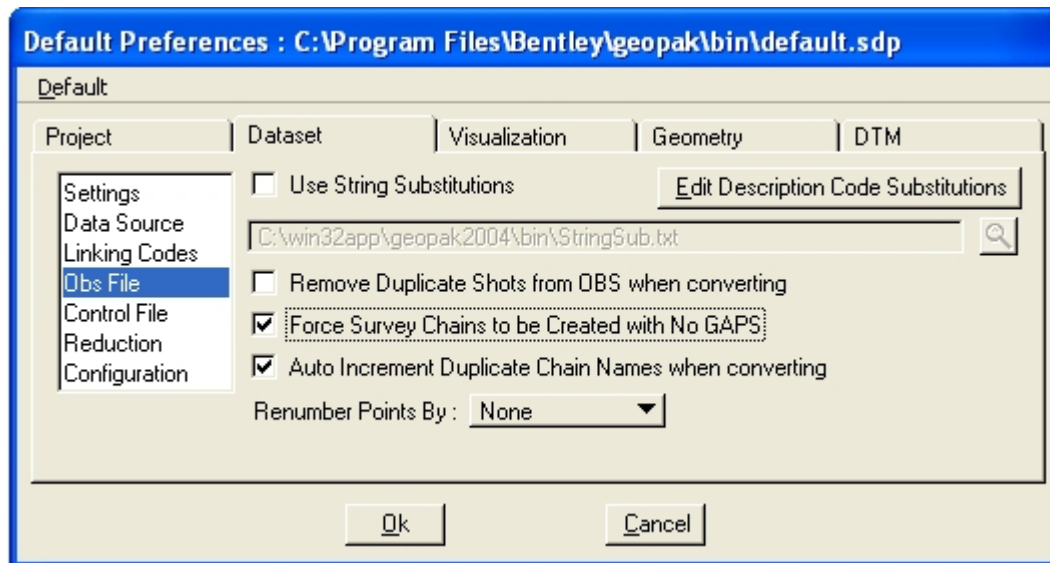 Default Preferences : C:\Program Files\Bentley\geopak\bin\default.sdp
Default
Project Dataset Visualization Geometry DTM
Settings
Data Source
Linking Codes
Obs File
Control File
Reduction
Configuration
Use String Substitutions
Edit Description Code Substitutions
C:\win32app\geopak2004\bin\StringSub.txt
Remove Duplicate Shots from OBS when converting
Force Survey Chains to be Created with No GAPS
Auto Increment Duplicate Chain Names when converting
Renumber Points By : None
Ok Cancel